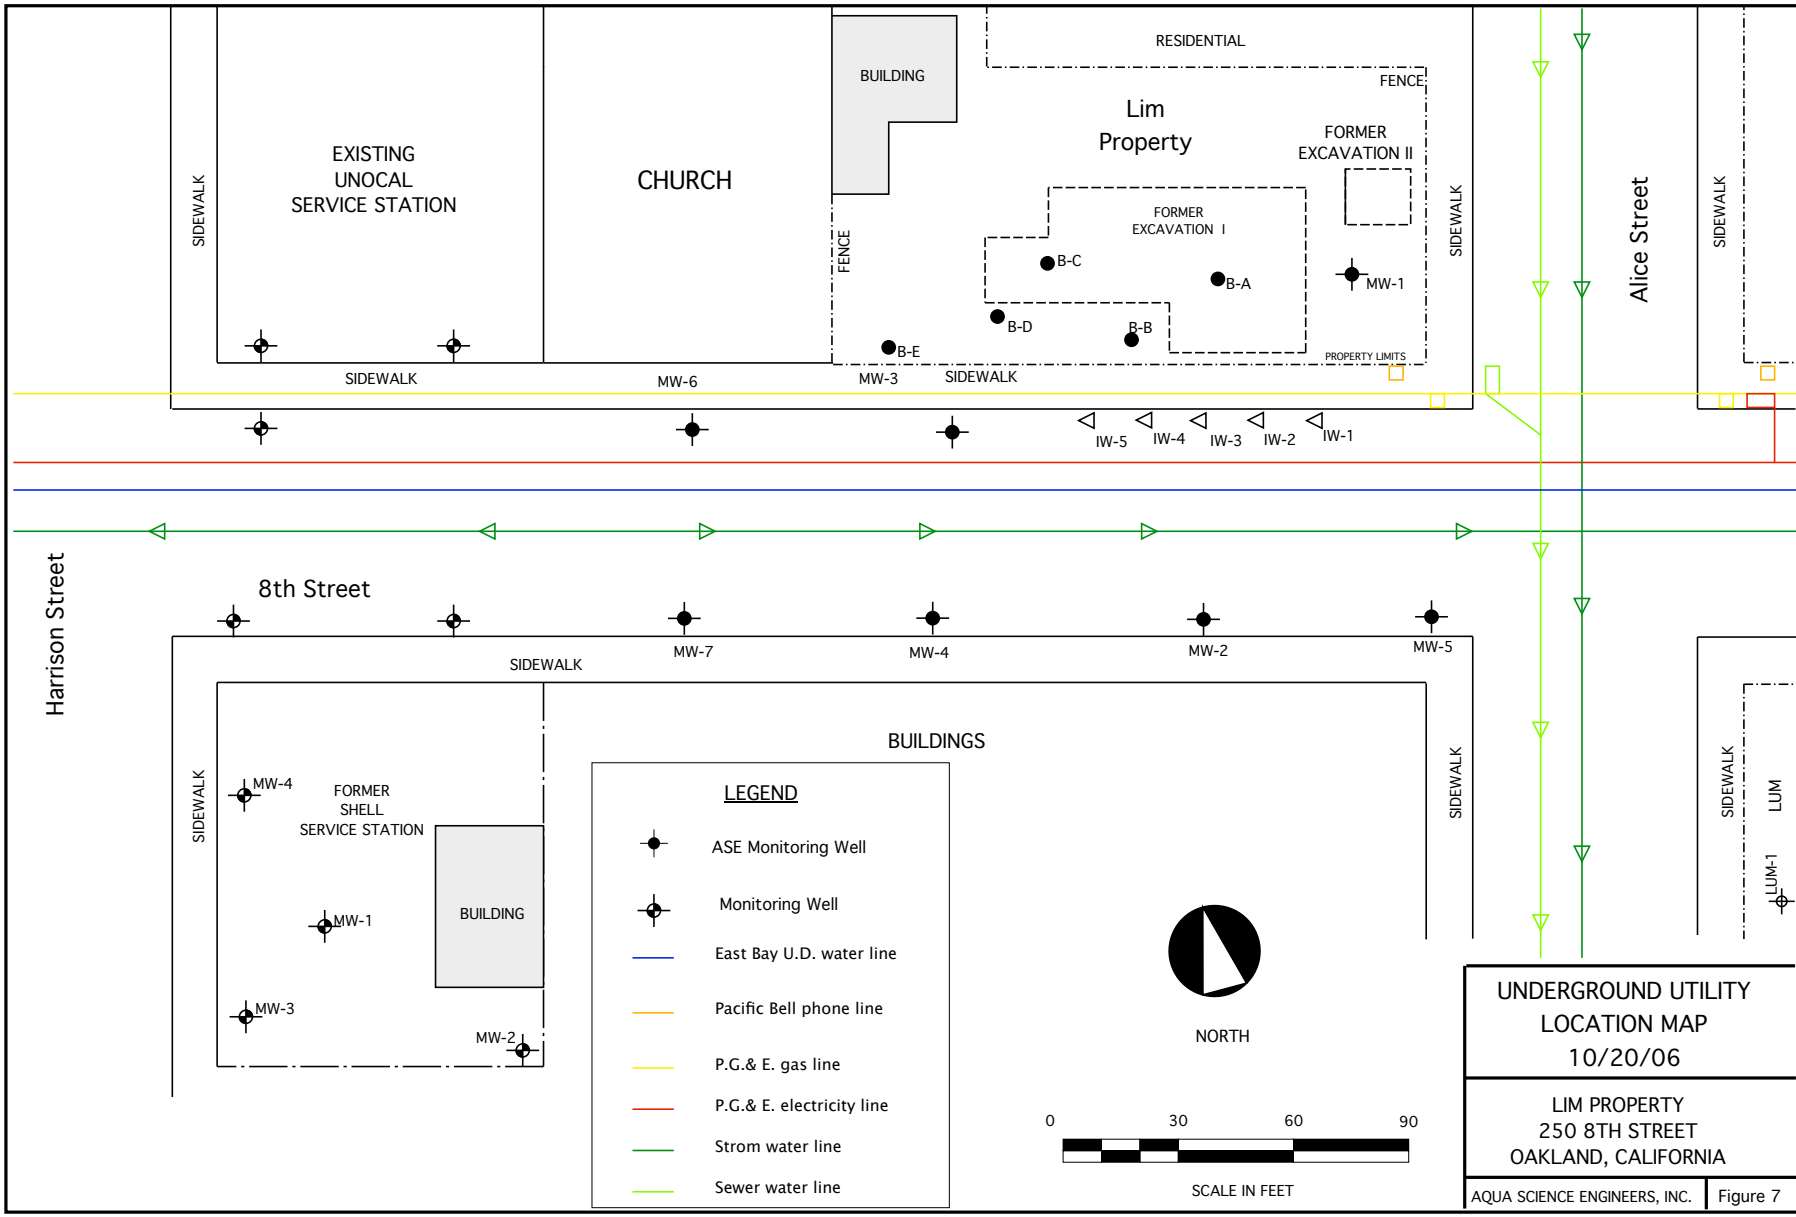 RESIDENTIAL
BUILDING
FENCE
Lim
Property
FORMER
EXCAVATION II
EXISTING
UNOCAL
SERVICE STATION
CHURCH
SIDEWALK
SIDEWALK
SIDEWALK
Alice Street
FORMER
EXCAVATION I
FENCE
B-C
B-A
MW-1
B-D
B-B
B-E
PROPERTY LIMITS
SIDEWALK
MW-6
MW-3
SIDEWALK
IW-5
IW-4
IW-3
IW-2
IW-1
Harrison Street
8th Street
MW-7
MW-4
MW-2
MW-5
SIDEWALK
BUILDINGS
SIDEWALK
MW-4
FORMER
SHELL
SERVICE STATION
BUILDING
MW-1
MW-3
MW-2
SIDEWALK
SIDEWALK
LUM
LUM-1
LEGEND
ASE Monitoring Well
Monitoring Well
East Bay U.D. water line
Pacific Bell phone line
P.G.& E. gas line
P.G.& E. electricity line
Strom water line
Sewer water line
NORTH
0 30 60 90
SCALE IN FEET
UNDERGROUND UTILITY
LOCATION MAP
10/20/06
LIM PROPERTY
250 8TH STREET
OAKLAND, CALIFORNIA
AQUA SCIENCE ENGINEERS, INC.
Figure 7